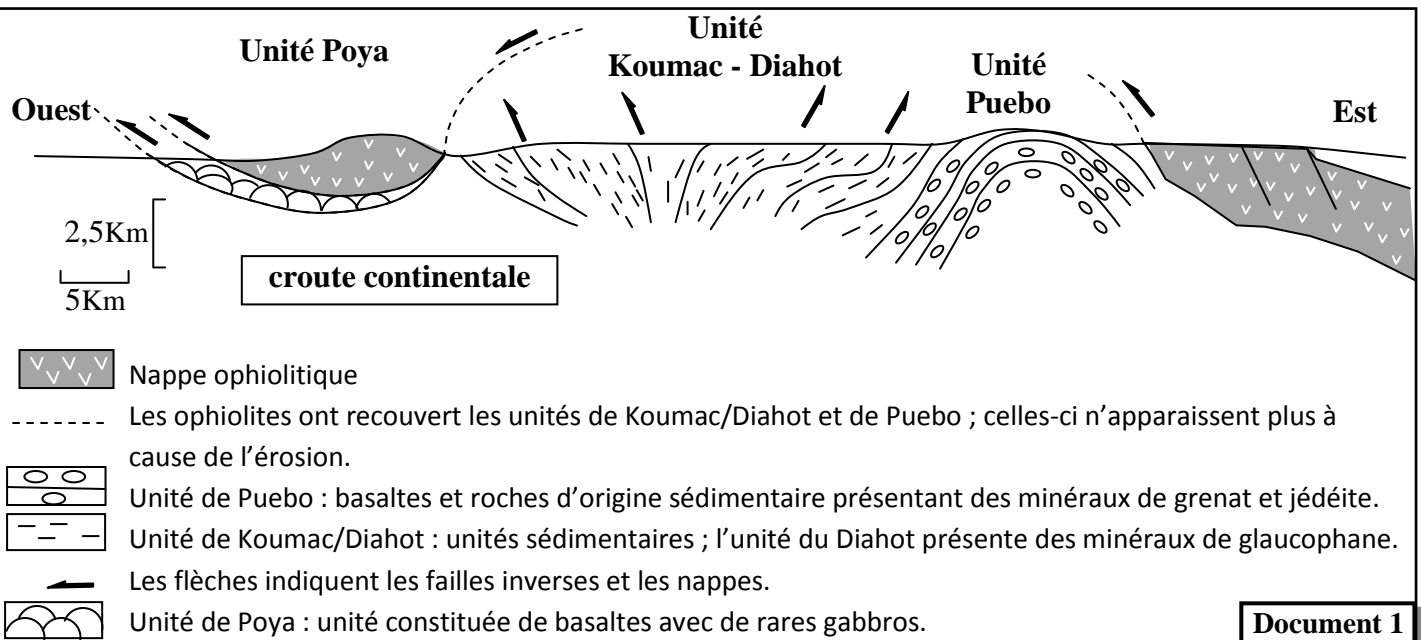 Unité
Unité Poya
Koumac - Diahot
Unité
Puebo
Ouest
Est
2,5Km
5Km
croute continentale
Nappe ophiolitique
Les ophiolites ont recouvert les unités de Koumac/Diahot et de Puebo ; celles-ci n’apparaissent plus à
cause de l’érosion.
Unité de Puebo : basaltes et roches d’origine sédimentaire présentant des minéraux de grenat et jédéite.
Unité de Koumac/Diahot : unités sédimentaires ; l’unité du Diahot présente des minéraux de glaucophane.
Les flèches indiquent les failles inverses et les nappes.
Unité de Poya : unité constituée de basaltes avec de rares gabbros.
Document 1